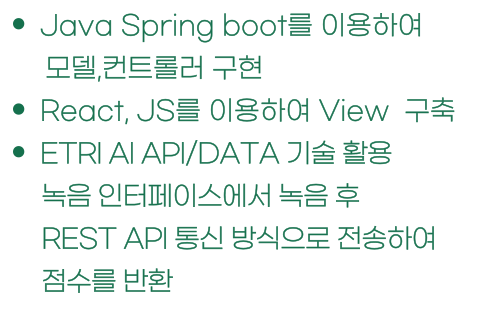 • Java Spring boot를 이용하여
모델,컨트롤러 구현
• React, JS를 이용하여 View 구축
• ETRI AI API/DATA 기술 활용
녹음 인터페이스에서 녹음 후
REST API 통신 방식으로 전송하여
점수를 반환